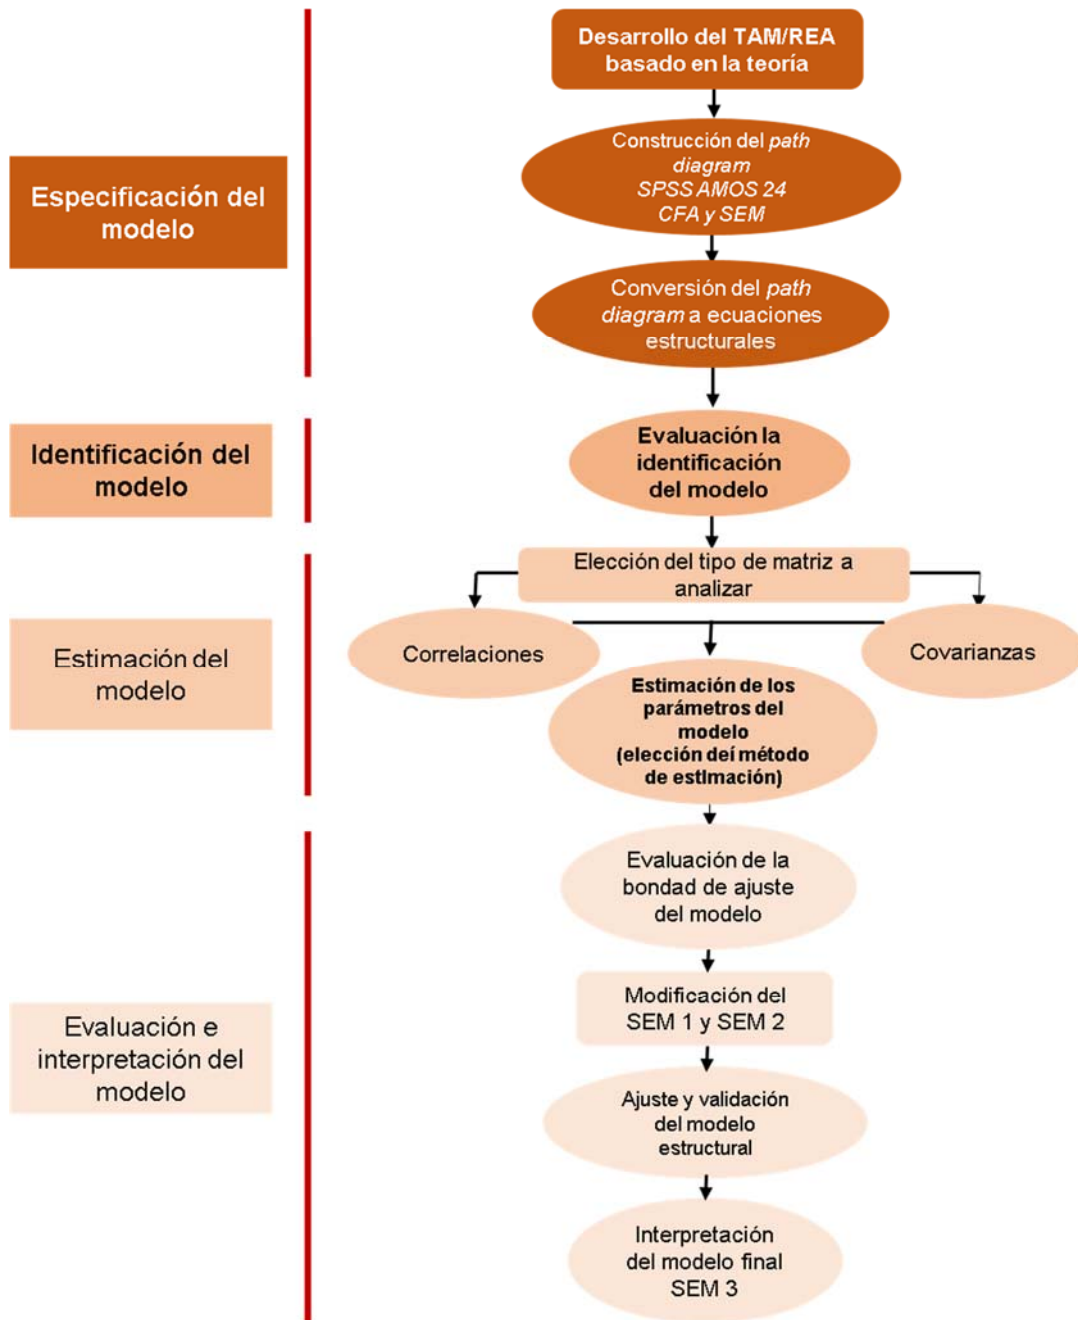 Desarrollo del TAM/REA
basado en la teoría
Construcción del path
diagram
SPSS AMOS 24
CFA y SEM
Especificación del
modelo
Conversión del path
diagram a ecuaciones
estructurales
Identificación del
modelo
Evaluación la
identificación
del modelo
Elección del tipo de matriz a
analizar
Correlaciones
Covarianzas
Estimación del
modelo
Estimación de los
parámetros del
modelo
(elección del método
de estimación)
Evaluación de la
bondad de ajuste
del modelo
Modificación del
SEM 1 y SEM 2
Evaluación e
interpretación del
modelo
Ajuste y validación
del modelo
estructural
Interpretación
del modelo final
SEM 3